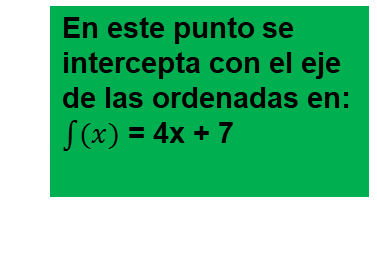 En este punto se
intercepta con el eje
de las ordenadas en:
∫(x) = 4x + 7